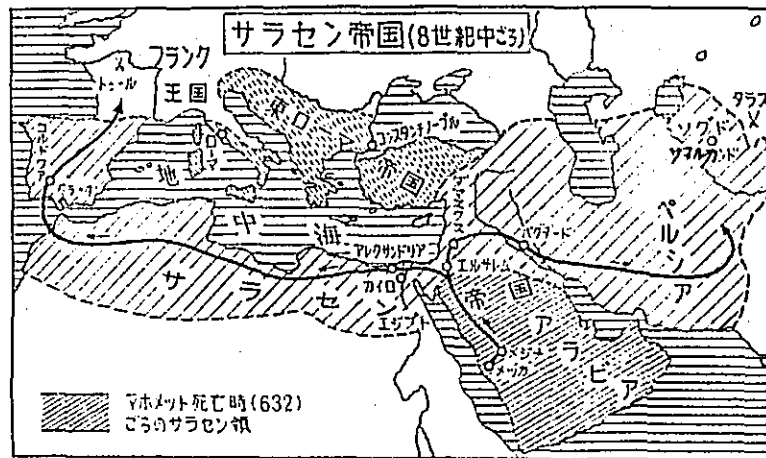 サラセン帝国(8世紀中ごろ)
フランク
王国
トゥール
コルドヴァ
グラナダ
ローマ
東ローマ
帝国
コンスタンチノープル
地
中
海
ダマスクス
バグダード
アレクサンドリア
カイロ
エジプト
エルサレム
サラセン
帝国
アラビア
メジナ
メッカ
ペルシア
ソグド
サマルカンド
タラス
マホメット死亡時(632)
ごろのサラセン領